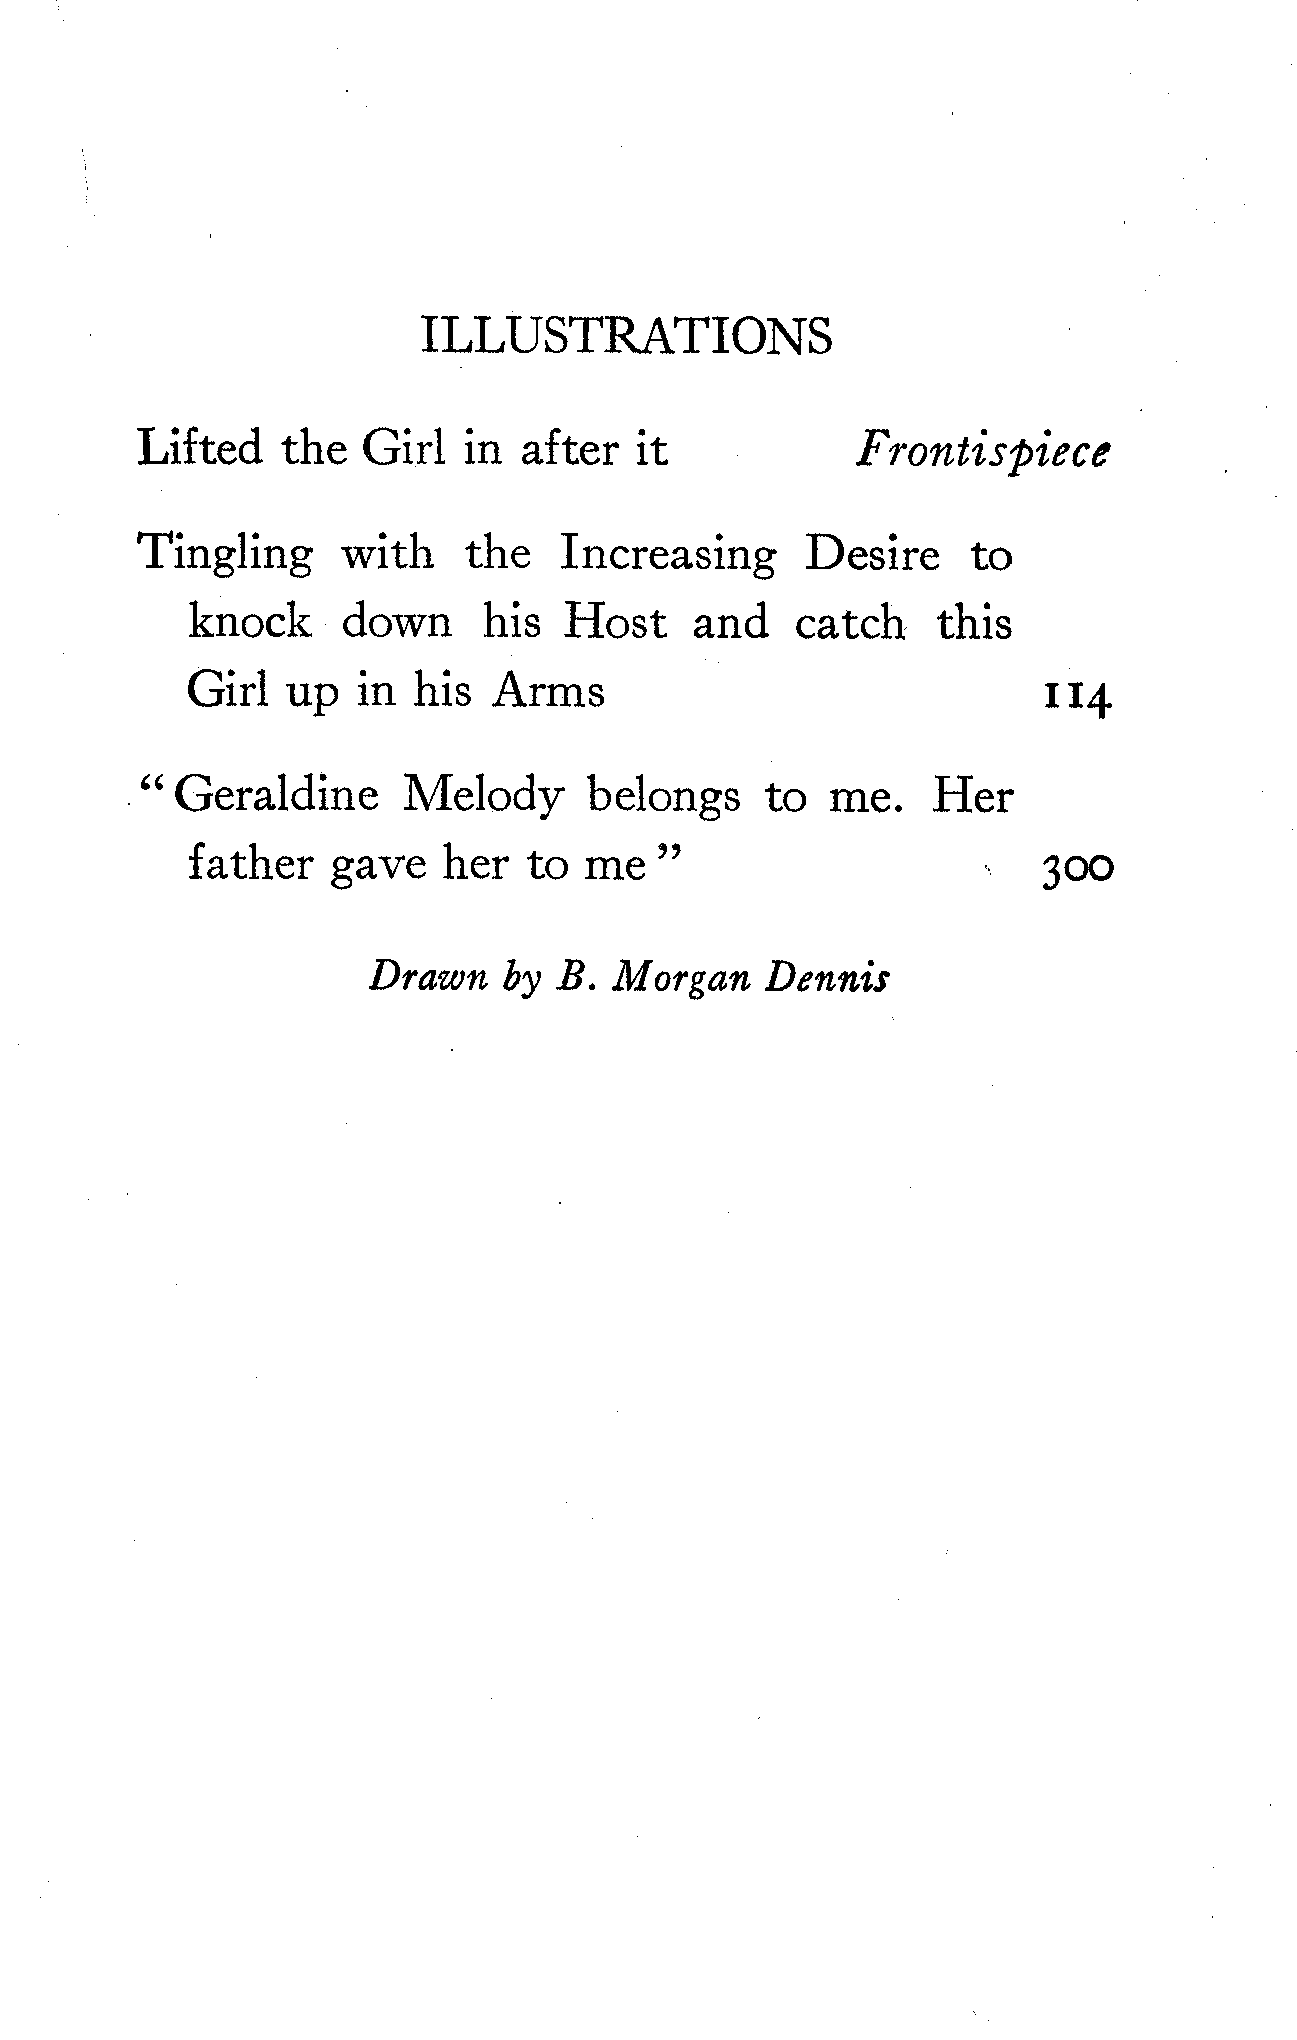 ILLUSTRATIONS
Lifted the Girl in after it Frontispiece
Tingling with the Increasing Desire to
knock down his Host and catch this
Girl up in his Arms 114
“Geraldine Melody belongs to me. Her
father gave her to me” 300
Drawn by B. Morgan Dennis